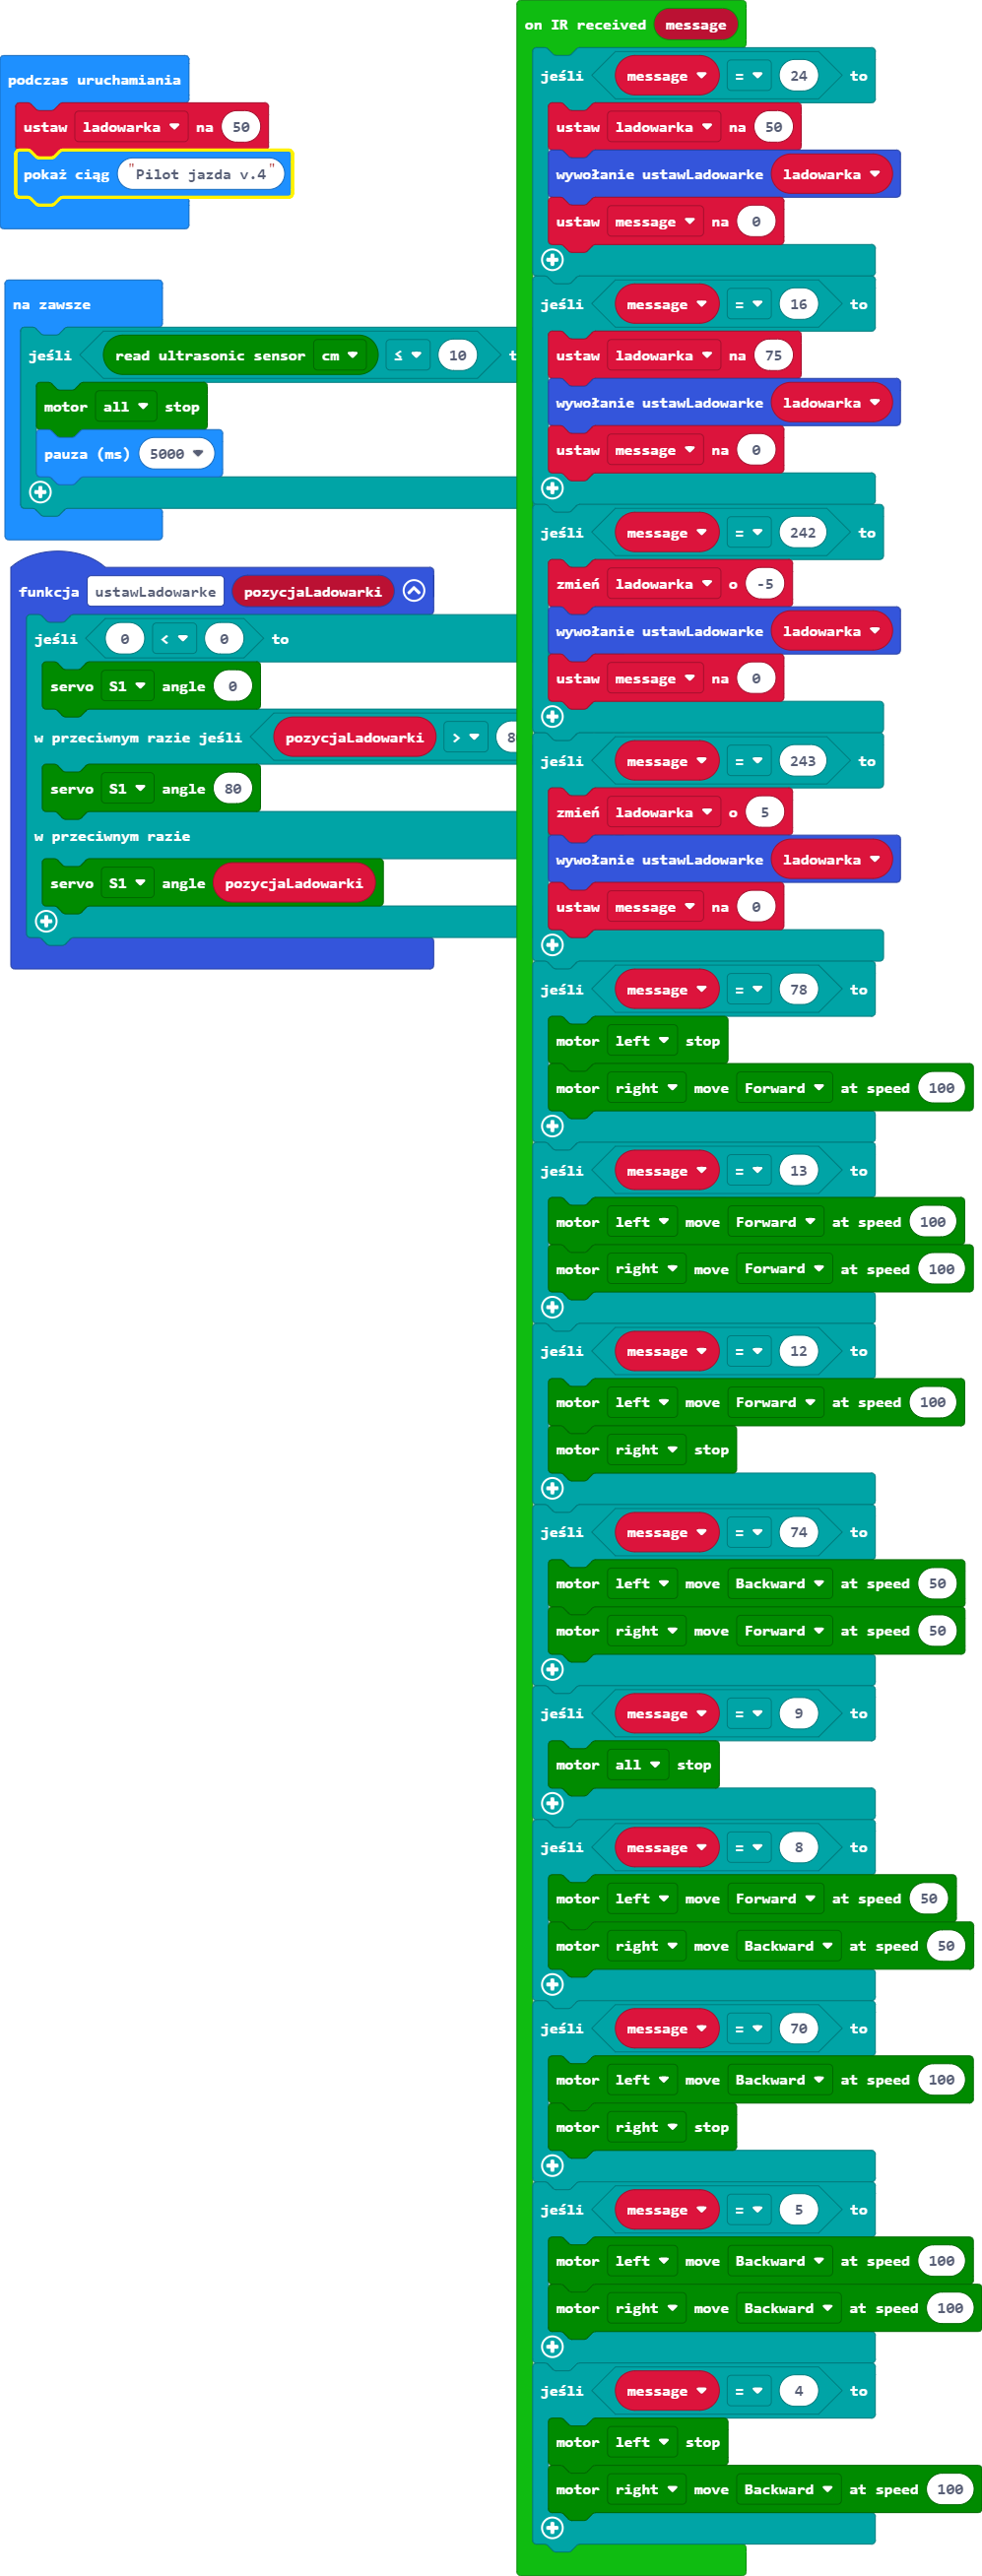 podczas uruchamiania
ustaw ladowarka na 50
pokaż ciąg "Pilot jazda v.4"
na zawsze
jeśli read ultrasonic sensor cm ≤ 10 t
motor all stop
pauza (ms) 5000
funkcja ustawLadowarke pozycjaLadowarki
jeśli 0 < 0 to
servo S1 angle 0
w przeciwnym razie jeśli pozycjaLadowarki > 8
servo S1 angle 80
w przeciwnym razie
servo S1 angle pozycjaLadowarki
on IR received message
jeśli message = 24 to
ustaw ladowarka na 50
wywołanie ustawLadowarke ladowarka
ustaw message na 0
jeśli message = 16 to
ustaw ladowarka na 75
wywołanie ustawLadowarke ladowarka
ustaw message na 0
jeśli message = 242 to
zmień ladowarka o -5
wywołanie ustawLadowarke ladowarka
ustaw message na 0
jeśli message = 243 to
zmień ladowarka o 5
wywołanie ustawLadowarke ladowarka
ustaw message na 0
jeśli message = 78 to
motor left stop
motor right move Forward at speed 100
jeśli message = 13 to
motor left move Forward at speed 100
motor right move Forward at speed 100
jeśli message = 12 to
motor left move Forward at speed 100
motor right stop
jeśli message = 74 to
motor left move Backward at speed 50
motor right move Forward at speed 50
jeśli message = 9 to
motor all stop
jeśli message = 8 to
motor left move Forward at speed 50
motor right move Backward at speed 50
jeśli message = 70 to
motor left move Backward at speed 100
motor right stop
jeśli message = 5 to
motor left move Backward at speed 100
motor right move Backward at speed 100
jeśli message = 4 to
motor left stop
motor right move Backward at speed 100